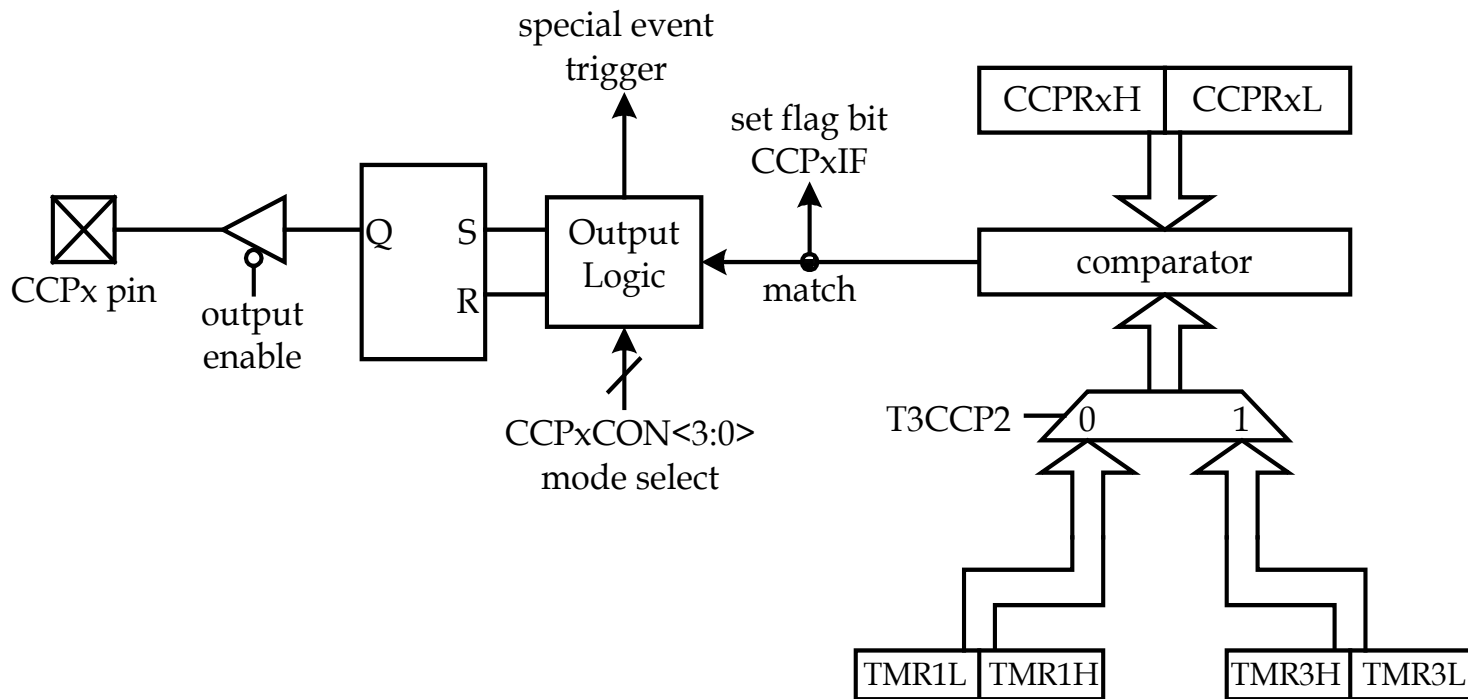 special event
trigger
CCPRxH CCPRxL
set flag bit
CCPxIF
Q S
R
Output
Logic
comparator
CCPx pin
match
output
enable
T3CCP2
0 1
CCPxCON<3:0>
mode select
TMR1L TMR1H TMR3H TMR3L